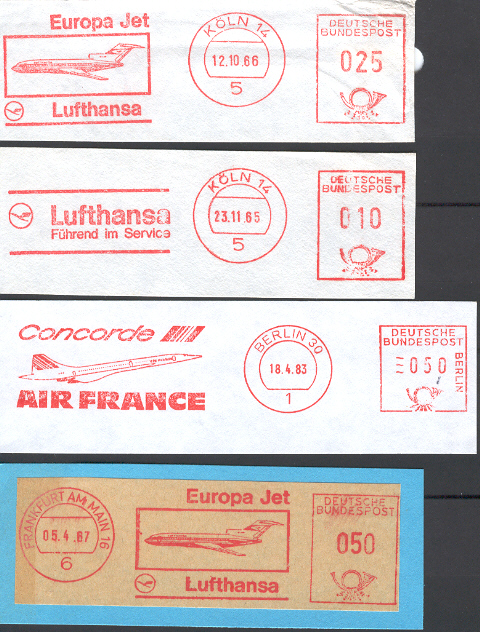 Europa Jet
Lufthansa
KÖLN 14
12.10.66
5
DEUTSCHE
BUNDESPOST
025
Lufthansa
Führend im Service
KÖLN 14
23.11.65
5
DEUTSCHE
BUNDESPOST
010
Concorde
AIR FRANCE
BERLIN 30
18.4.83
1
DEUTSCHE
BUNDESPOST
050
BERLIN
FRANKFURT AM MAIN 16
05.4.67
6
Europa Jet
Lufthansa
DEUTSCHE
BUNDESPOST
050